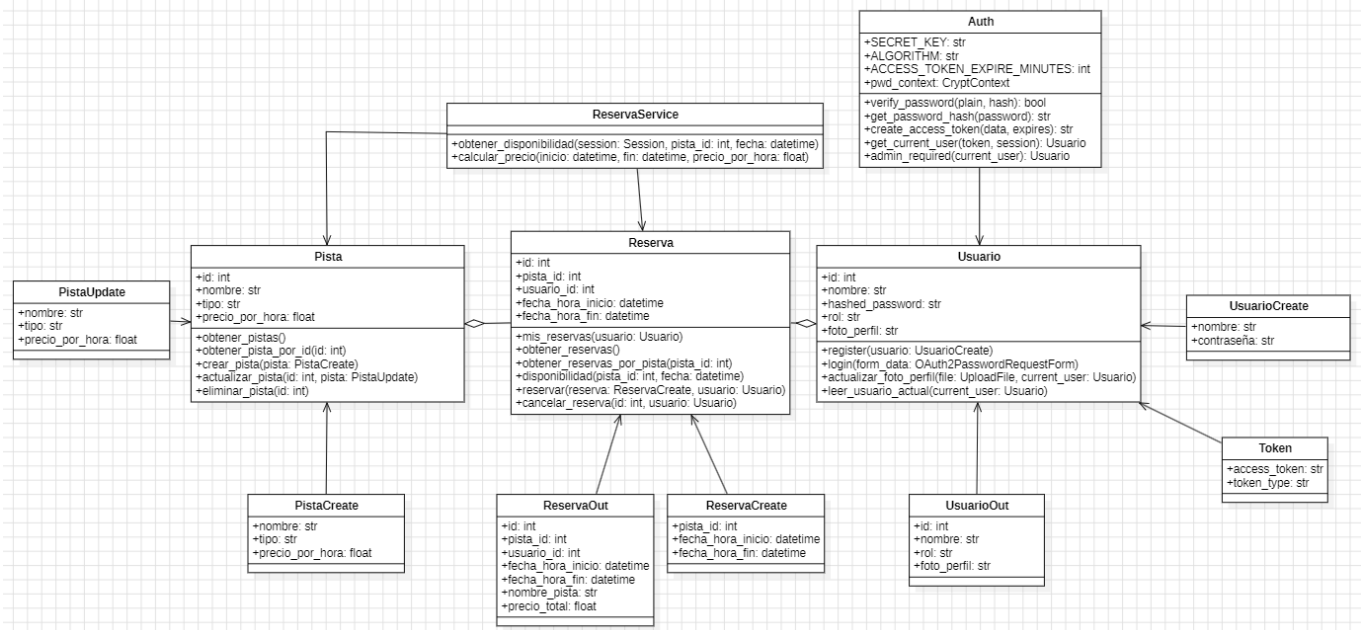 Auth
+SECRET_KEY: str
+ALGORITHM: str
+ACCESS_TOKEN_EXPIRE_MINUTES: int
+pwd_context: CryptContext
+verify_password(plain, hash): bool
+get_password_hash(password): str
+create_access_token(data, expires): str
+get_current_user(token, session): Usuario
+admin_required(current_user): Usuario
ReservaService
+obtener_disponibilidad(session: Session, pista_id: int, fecha: datetime)
+calcular_precio(inicio: datetime, fin: datetime, precio_por_hora: float)
PistaUpdate
+nombre: str
+tipo: str
+precio_por_hora: float
Pista
+id: int
+nombre: str
+tipo: str
+precio_por_hora: float
+obtener_pistas()
+obtener_pista_por_id(id: int)
+crear_pista(pista: PistaCreate)
+actualizar_pista(id: int, pista: PistaUpdate)
+eliminar_pista(id: int)
Reserva
+id: int
+pista_id: int
+usuario_id: int
+fecha_hora_inicio: datetime
+fecha_hora_fin: datetime
+mis_reservas(usuario: Usuario)
+obtener_reservas()
+obtener_reservas_por_pista(pista_id: int)
+disponibilidad(pista_id: int, fecha: datetime)
+reservar(reserva: ReservaCreate, usuario: Usuario)
+cancelar_reserva(id: int, usuario: Usuario)
Usuario
+id: int
+nombre: str
+hashed_password: str
+rol: str
+foto_perfil: str
+register(usuario: UsuarioCreate)
+login(form_data: OAuth2PasswordRequestForm)
+actualizar_foto_perfil(file: UploadFile, current_user: Usuario)
+leer_usuario_actual(current_user: Usuario)
UsuarioCreate
+nombre: str
+contraseña: str
Token
+access_token: str
+token_type: str
PistaCreate
+nombre: str
+tipo: str
+precio_por_hora: float
ReservaOut
+id: int
+pista_id: int
+usuario_id: int
+fecha_hora_inicio: datetime
+fecha_hora_fin: datetime
+nombre_pista: str
+precio_total: float
ReservaCreate
+pista_id: int
+fecha_hora_inicio: datetime
+fecha_hora_fin: datetime
UsuarioOut
+id: int
+nombre: str
+rol: str
+foto_perfil: str